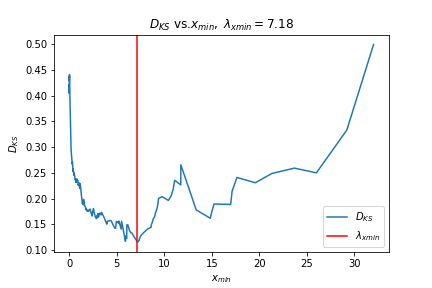 D_{KS} vs.x_{min}, λ_{xmin} = 7.18
0.50
0.45
0.40
0.35
0.30
0.25
0.20
0.15
0.10
D_{KS}
0 5 10 15 20 25 30
x_{min}
D_{KS}
λ_{xmin}